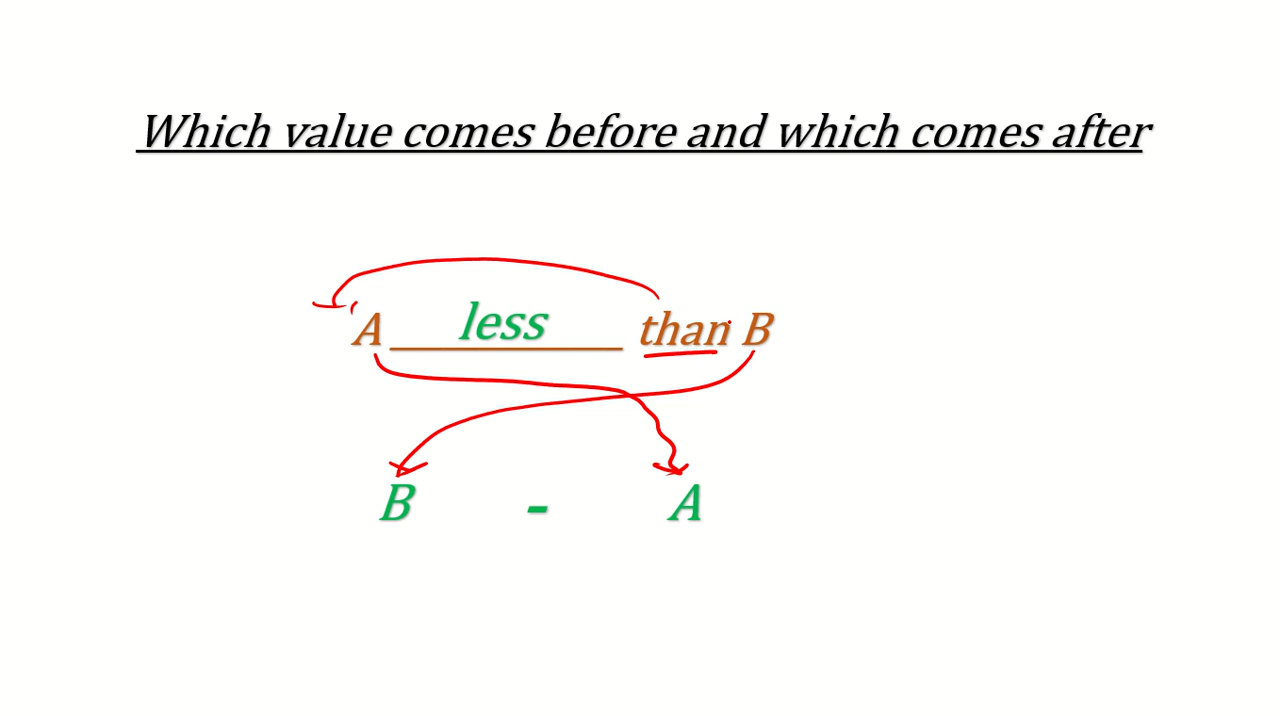 Which value comes before and which comes after
A less than B
B - A